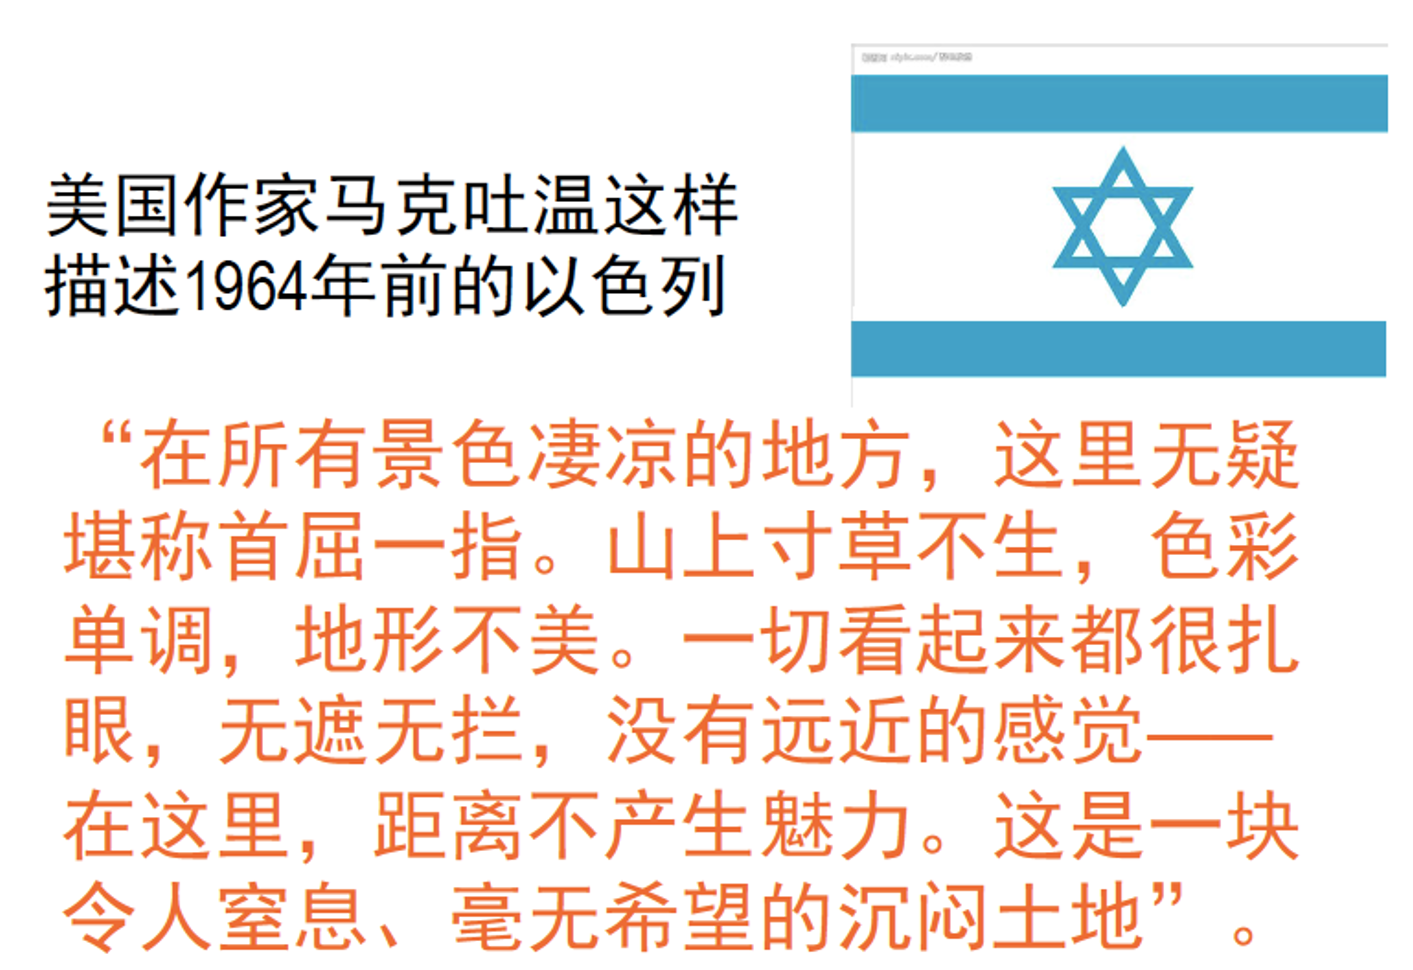 美国作家马克吐温这样
描述1964年前的以色列
“在所有景色凄凉的地方，这里无疑
堪称首屈一指。山上寸草不生，色彩
单调，地形不美。一切看起来都很扎
眼，无遮无拦，没有远近的感觉——
在这里，距离不产生魅力。这是一块
令人窒息、毫无希望的沉闷土地”。